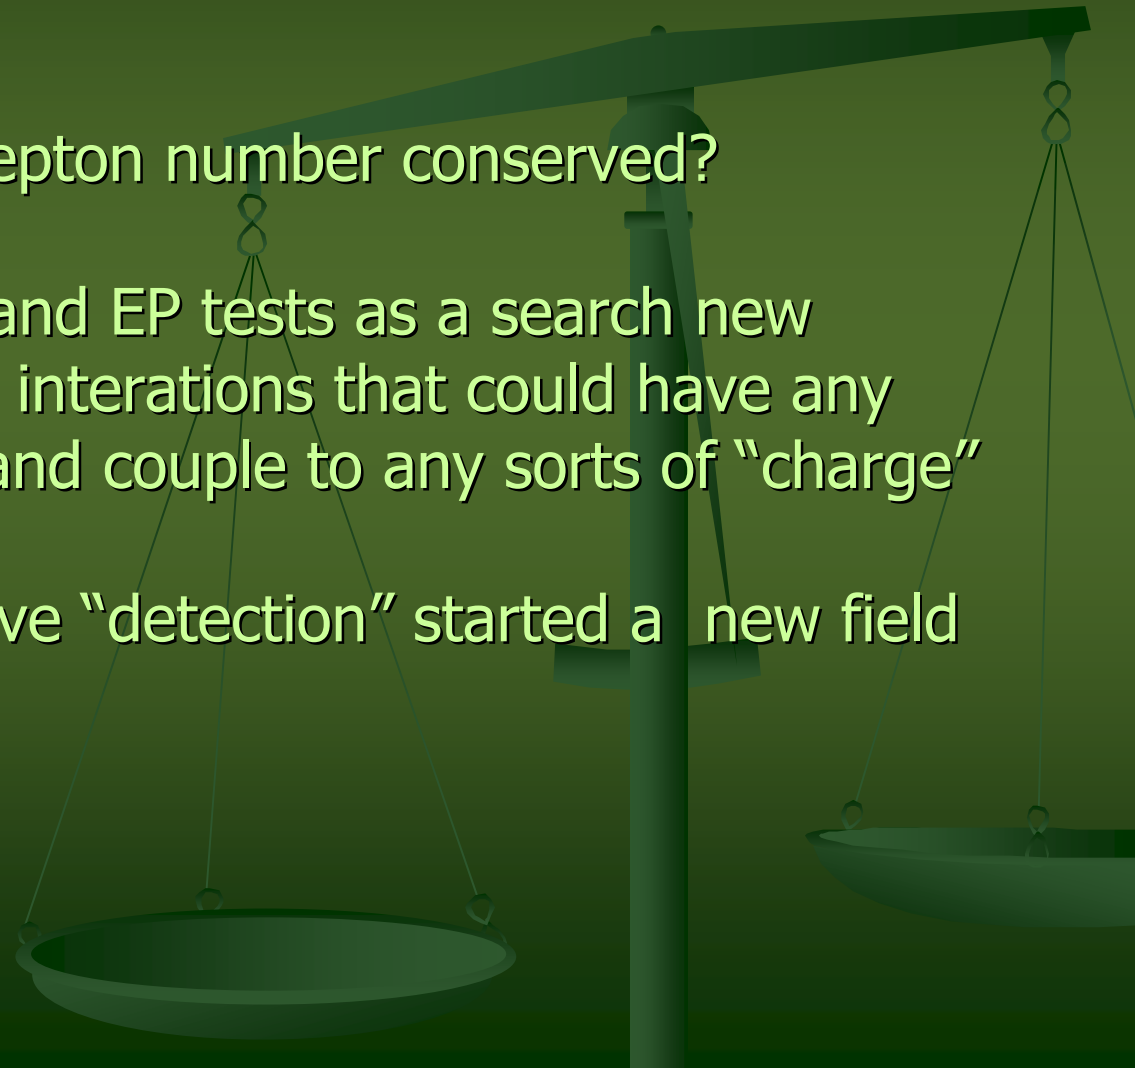 epton number conserved?
and EP tests as a search new
interations that could have any
and couple to any sorts of “charge”
ve “detection” started a  new field